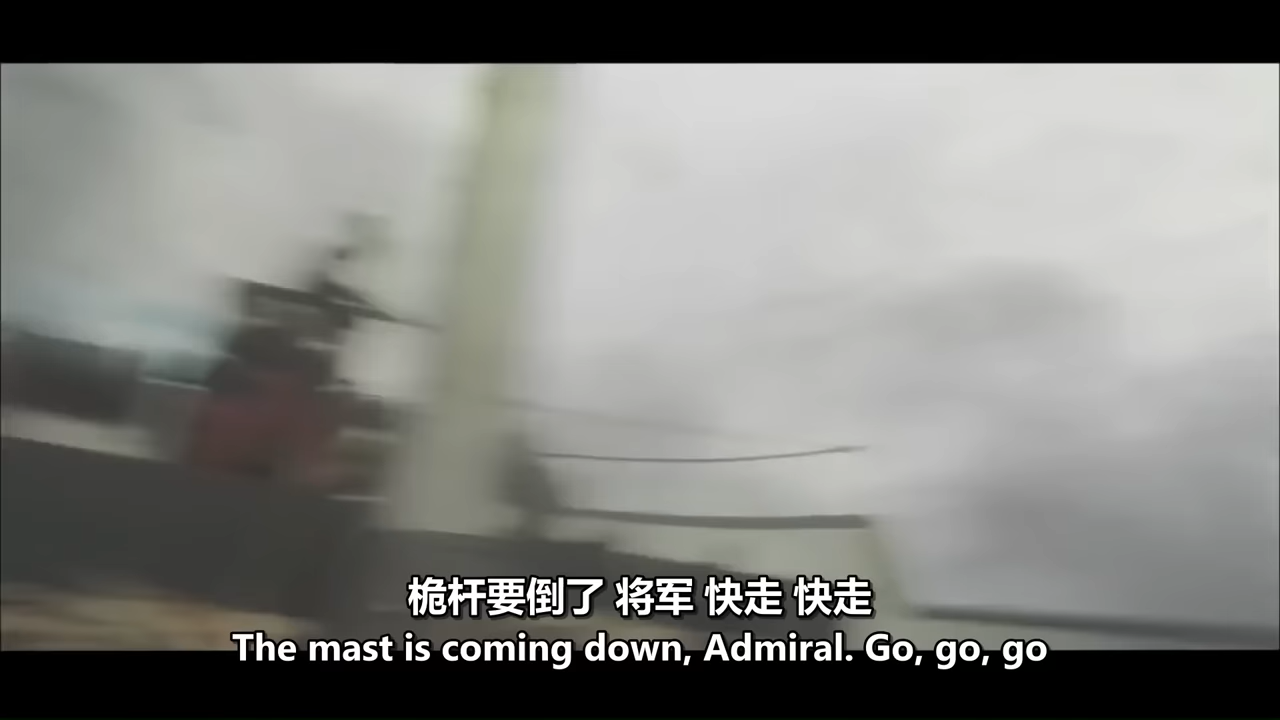 桅杆要倒了 将军 快走 快走
The mast is coming down, Admiral. Go, go, go